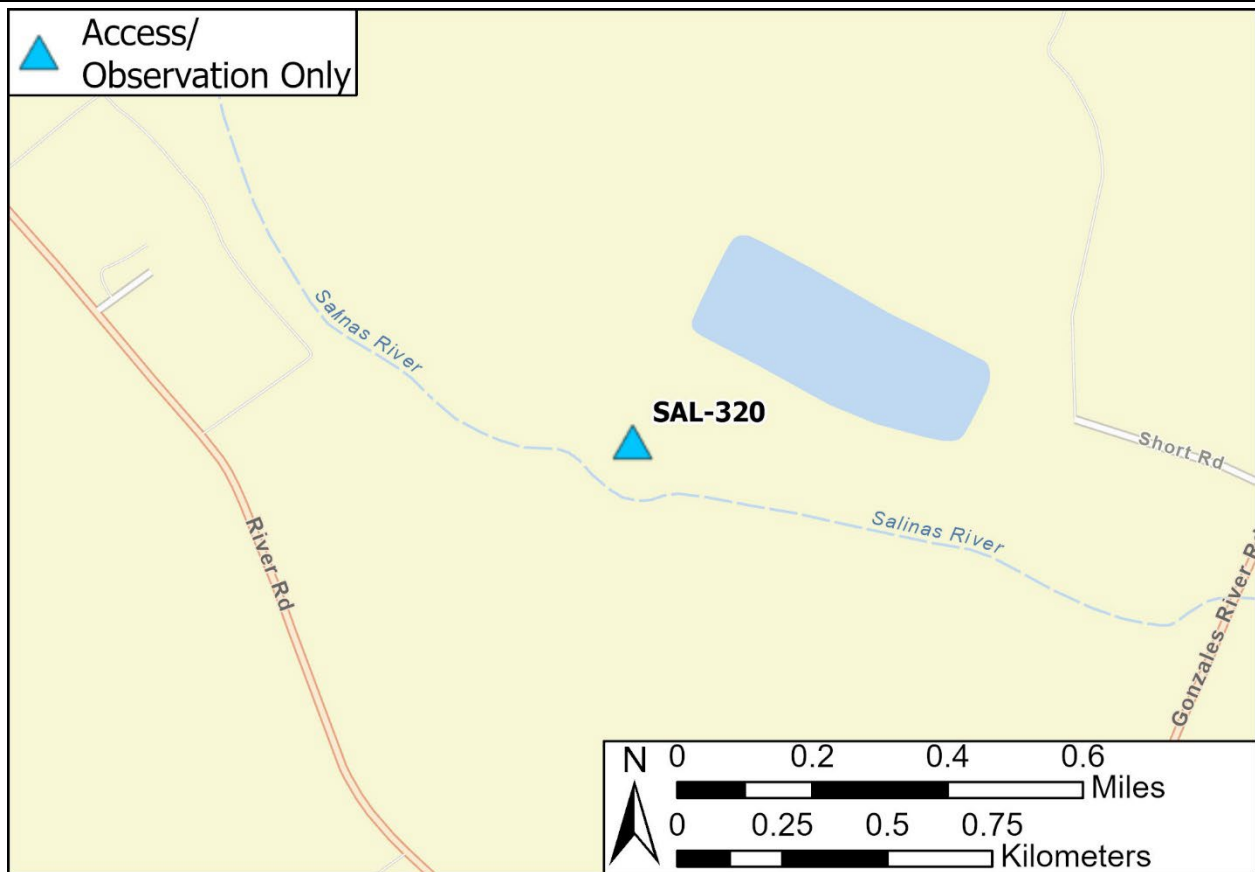 Access/
Observation Only
Salinas River
SAL-320
Short Rd
Salinas River
River Rd
Gonzales River Rd
N 0 0.2 0.4 0.6
Miles
0 0.25 0.5 0.75
Kilometers